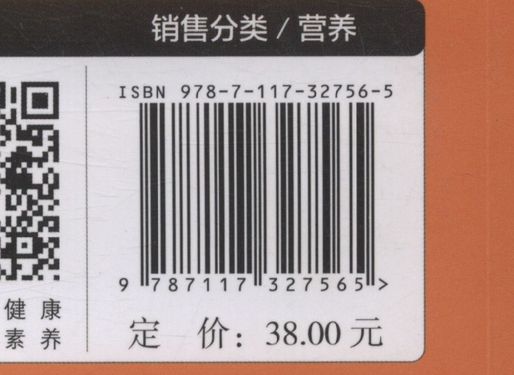 销售分类 / 营养
ISBN 978-7-117-32756-5
9 787117 327565 >
健 康
素 养
定 价：38.00 元